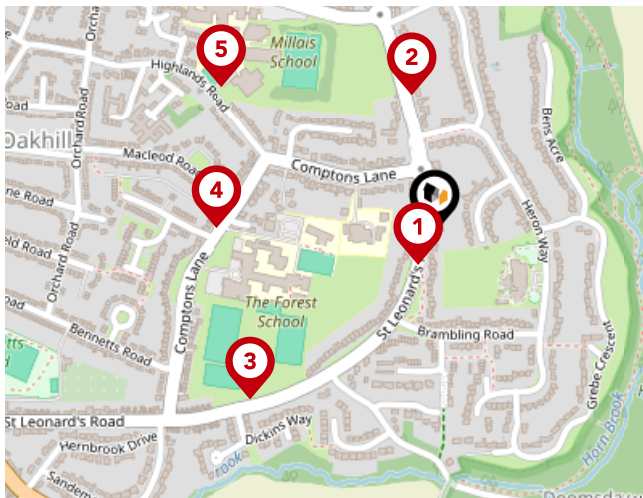 5
Millais
School
2
Highlands Road
Orchard Road
Oakhill
Road
Macleod Road
Comptons Lane
Bens Acre
4
1
Heron Way
Orchard Road
Comptons Lane
The Forest
School
St Leonard's
Brambling Road
Bennetts Road
3
Grebe Crescent
St Leonard's Road
Dickins Way
Hernbrook Drive
Horn Brook